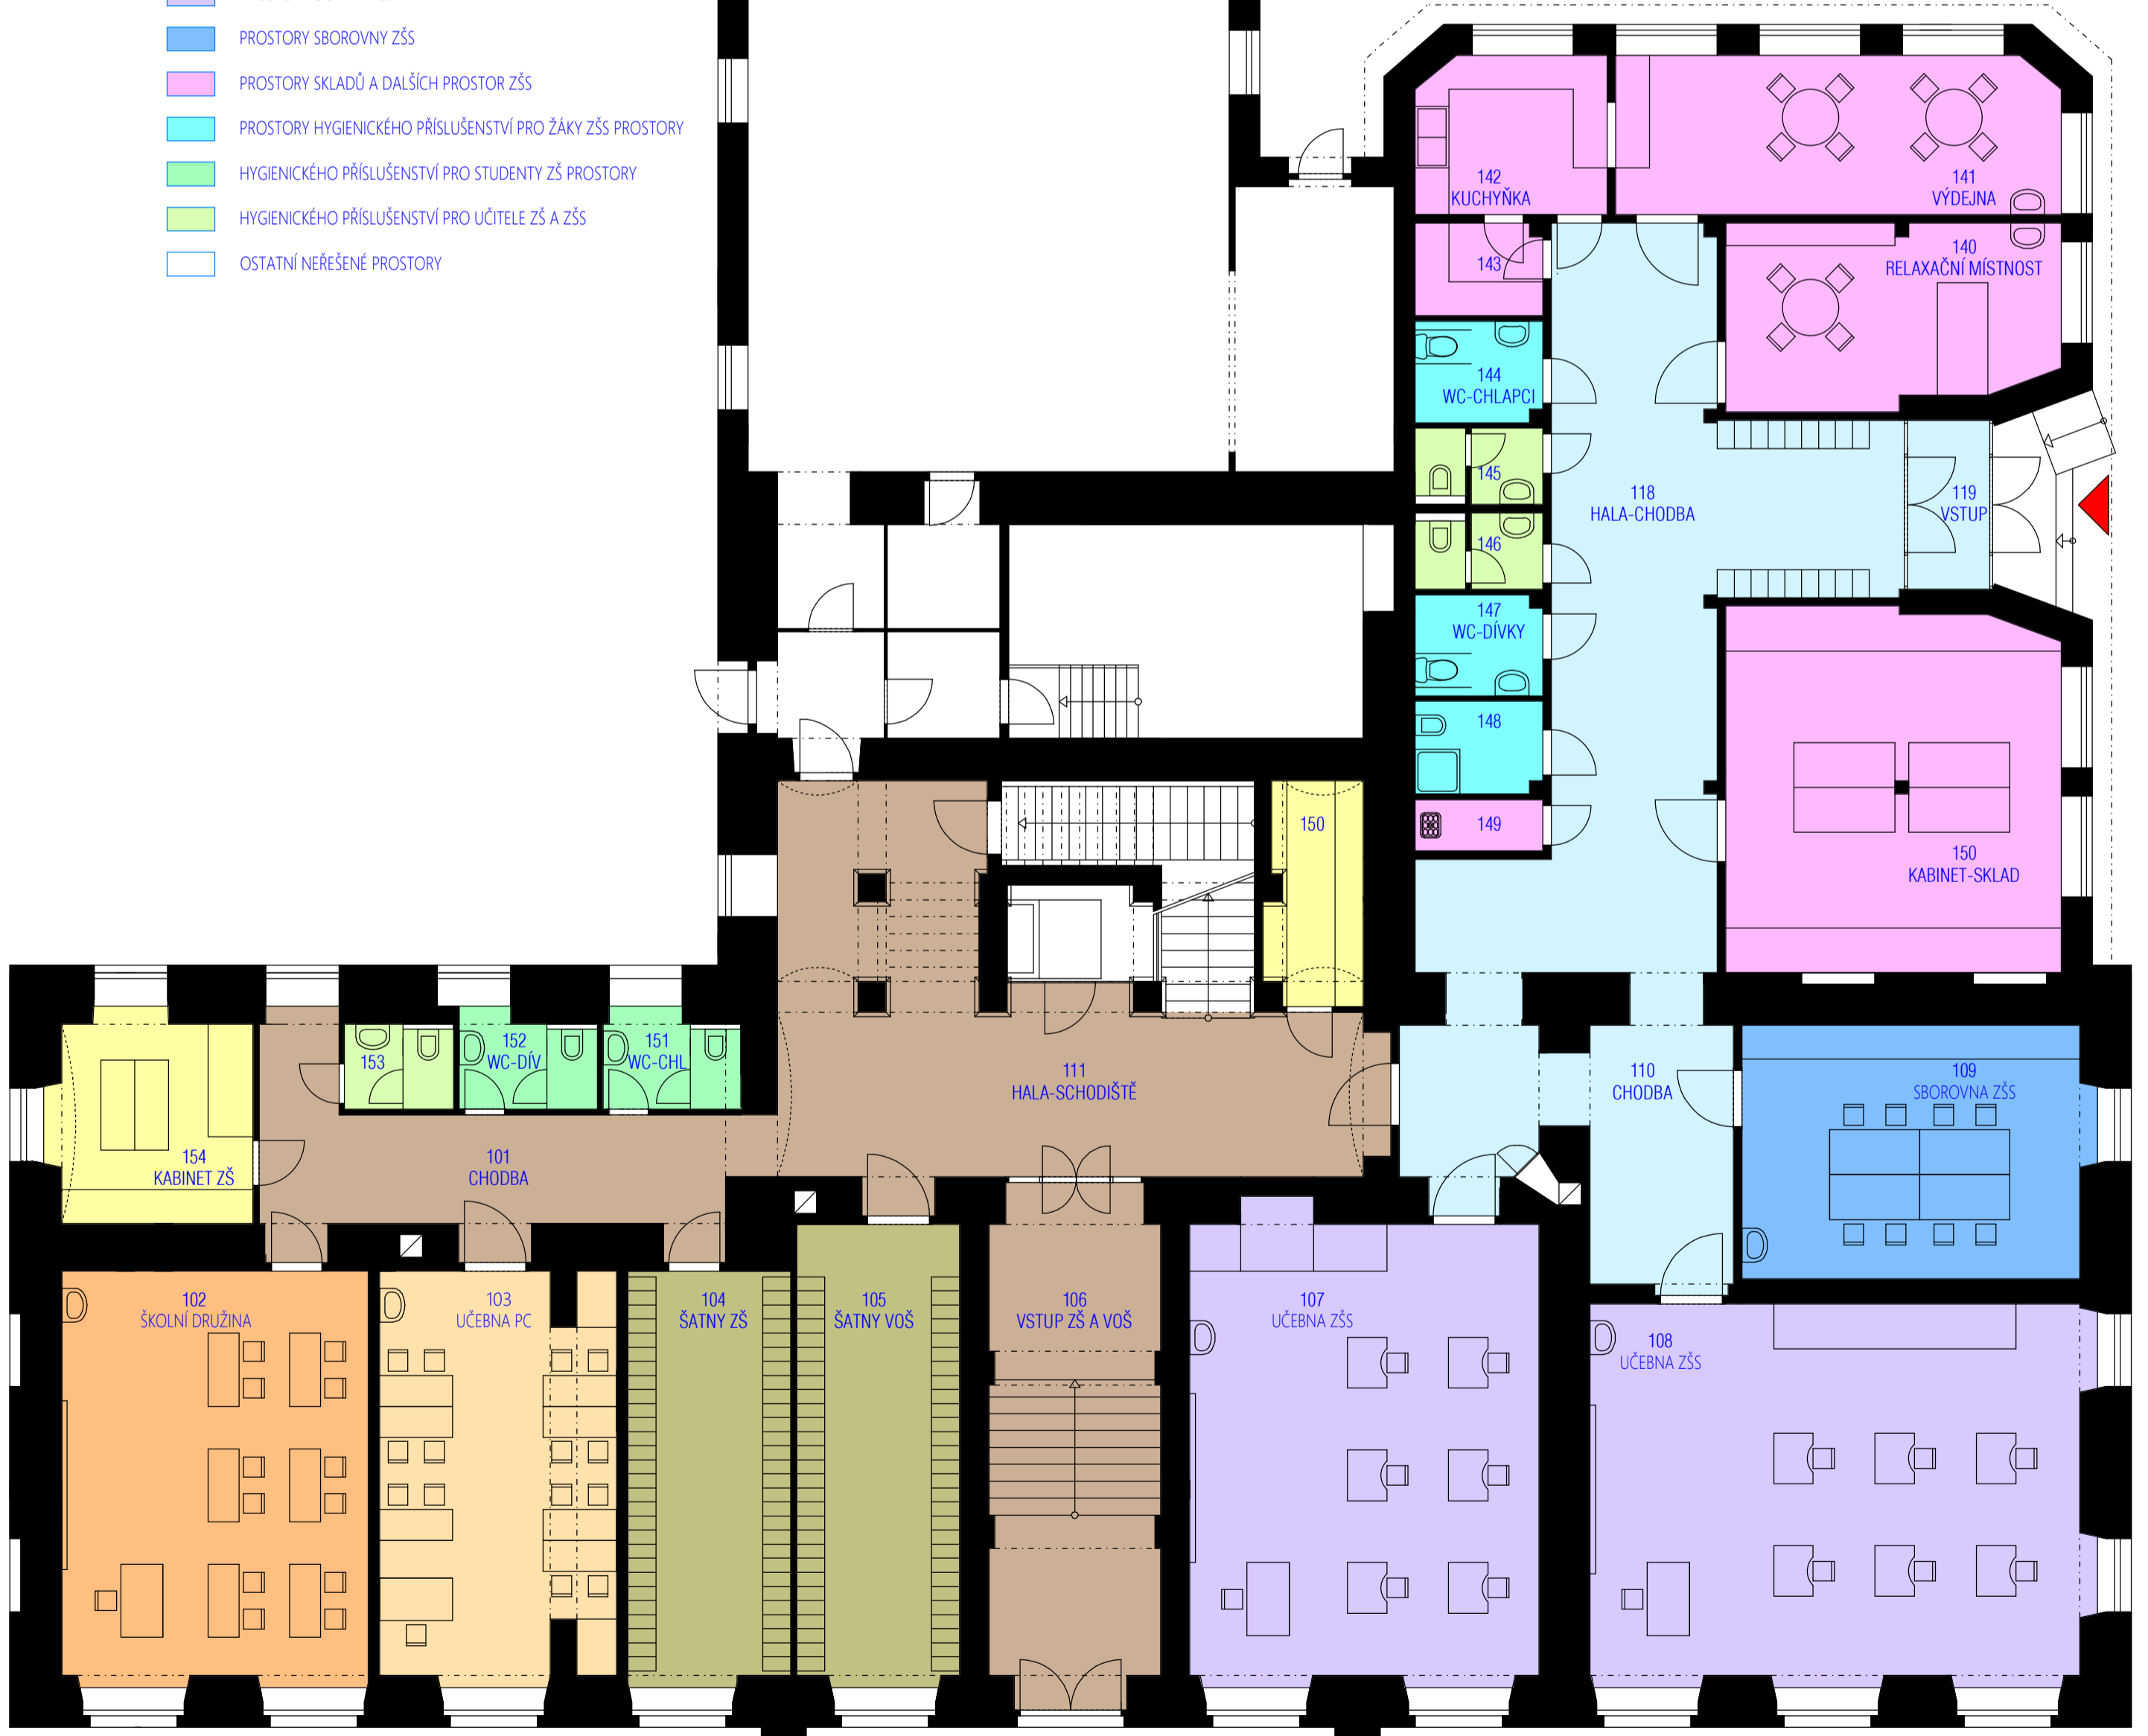 PROSTORY SBOROVNY ZŠS
PROSTORY SKLADŮ A DALŠÍCH PROSTOR ZŠS
PROSTORY HYGIENICKÉHO PŘÍSLUŠENSTVÍ PRO ŽÁKY ZŠS PROSTORY
HYGIENICKÉHO PŘÍSLUŠENSTVÍ PRO STUDENTY ZŠ PROSTORY
HYGIENICKÉHO PŘÍSLUŠENSTVÍ PRO UČITELE ZŠ A ZŠS
OSTATNÍ NEŘEŠENÉ PROSTORY
142
KUCHYŇKA
141
VÝDEJNA
143
140
RELAXAČNÍ MÍSTNOST
144
WC-CHLAPCI
145
118
HALA-CHODBA
119
VSTUP
146
147
WC-DÍVKY
148
149
150
150
KABINET-SKLAD
153
152
WC-DÍV
151
WC-CHL
111
HALA-SCHODIŠTĚ
110
CHODBA
109
SBOROVNA ZŠS
154
KABINET ZŠ
101
CHODBA
102
ŠKOLNÍ DRUŽINA
103
UČEBNA PC
104
ŠATNY ZŠ
105
ŠATNY VOŠ
106
VSTUP ZŠ A VOŠ
107
UČEBNA ZŠS
108
UČEBNA ZŠS